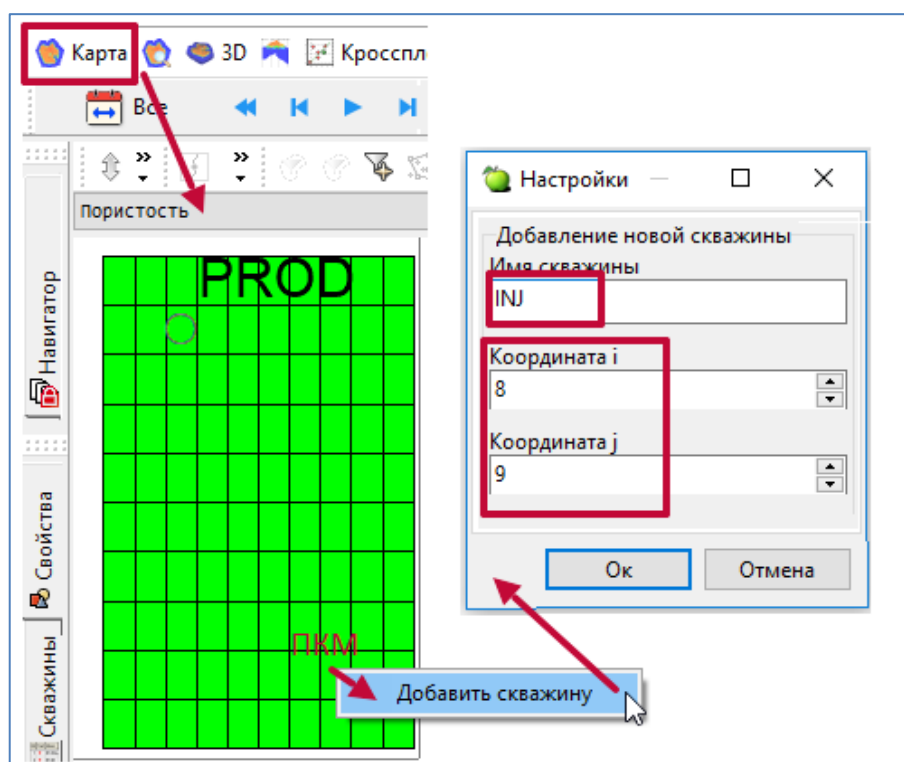 Карта 3D Кросспл
Все
Пористость
PROD
Навигатор
Свойства
Скважины
ПКМ
Добавить скважину
Настройки
Добавление новой скважины
Имя скважины
INJ
Координата i
8
Координата j
9
Ок Отмена